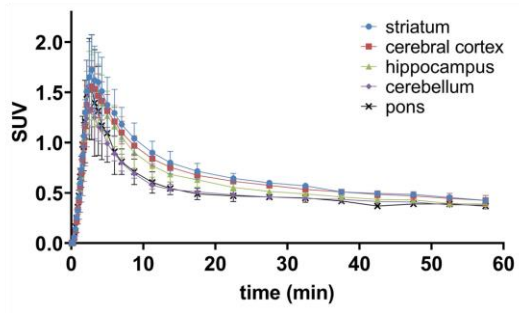 striatum
cerebral cortex
hippocampus
cerebellum
pons
SUV
2.0
1.5
1.0
0.5
0.0
0 10 20 30 40 50 60
time (min)